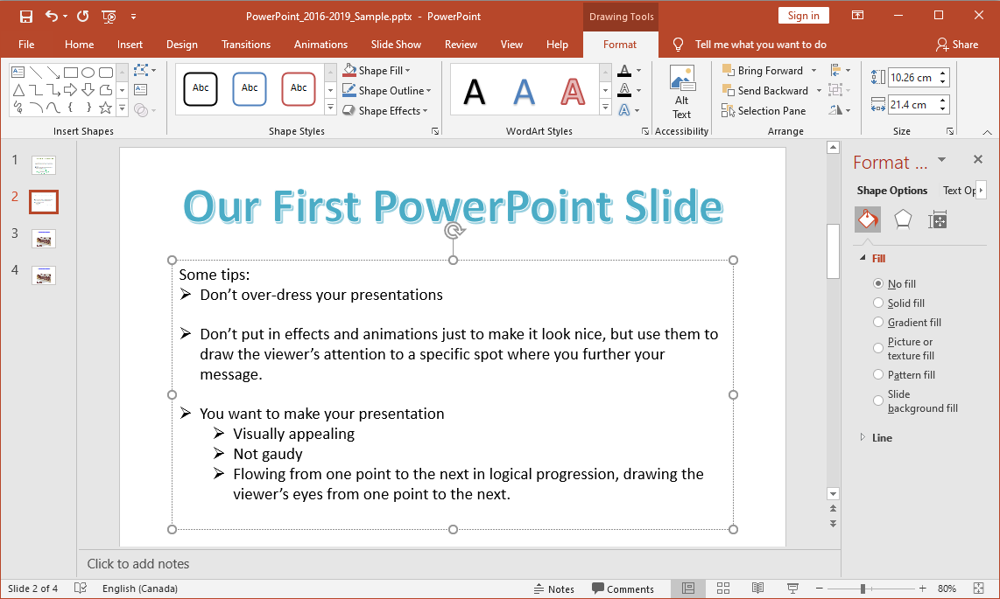 PowerPoint_2016-2019_Sample.pptx - PowerPoint
Drawing Tools
Sign in
File Home Insert Design Transitions Animations Slide Show Review View Help Format Tell me what you want to do Share
Abc Abc Abc
Shape Fill
Shape Outline
Shape Effects
A A A
A
A
A
Alt
Text
Bring Forward
Send Backward
Selection Pane
10.26 cm
21.4 cm
Insert Shapes Shape Styles WordArt Styles Accessibility Arrange Size
1
2
3
4
Our First PowerPoint Slide
Some tips:
Don’t over-dress your presentations
Don’t put in effects and animations just to make it look nice, but use them to
draw the viewer’s attention to a specific spot where you further your
message.
You want to make your presentation
Visually appealing
Not gaudy
Flowing from one point to the next in logical progression, drawing the
viewer’s eyes from one point to the next.
Click to add notes
Format ...
Shape Options Text Op
Fill
No fill
Solid fill
Gradient fill
Picture or
texture fill
Pattern fill
Slide
background fill
Line
Slide 2 of 4 English (Canada) Notes Comments 80%